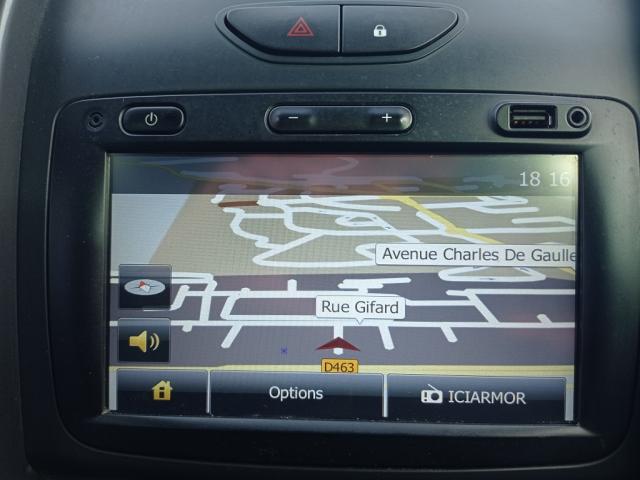 18 16
Avenue Charles De Gaulle
Rue Gifard
D463
Options
ICIARMOR